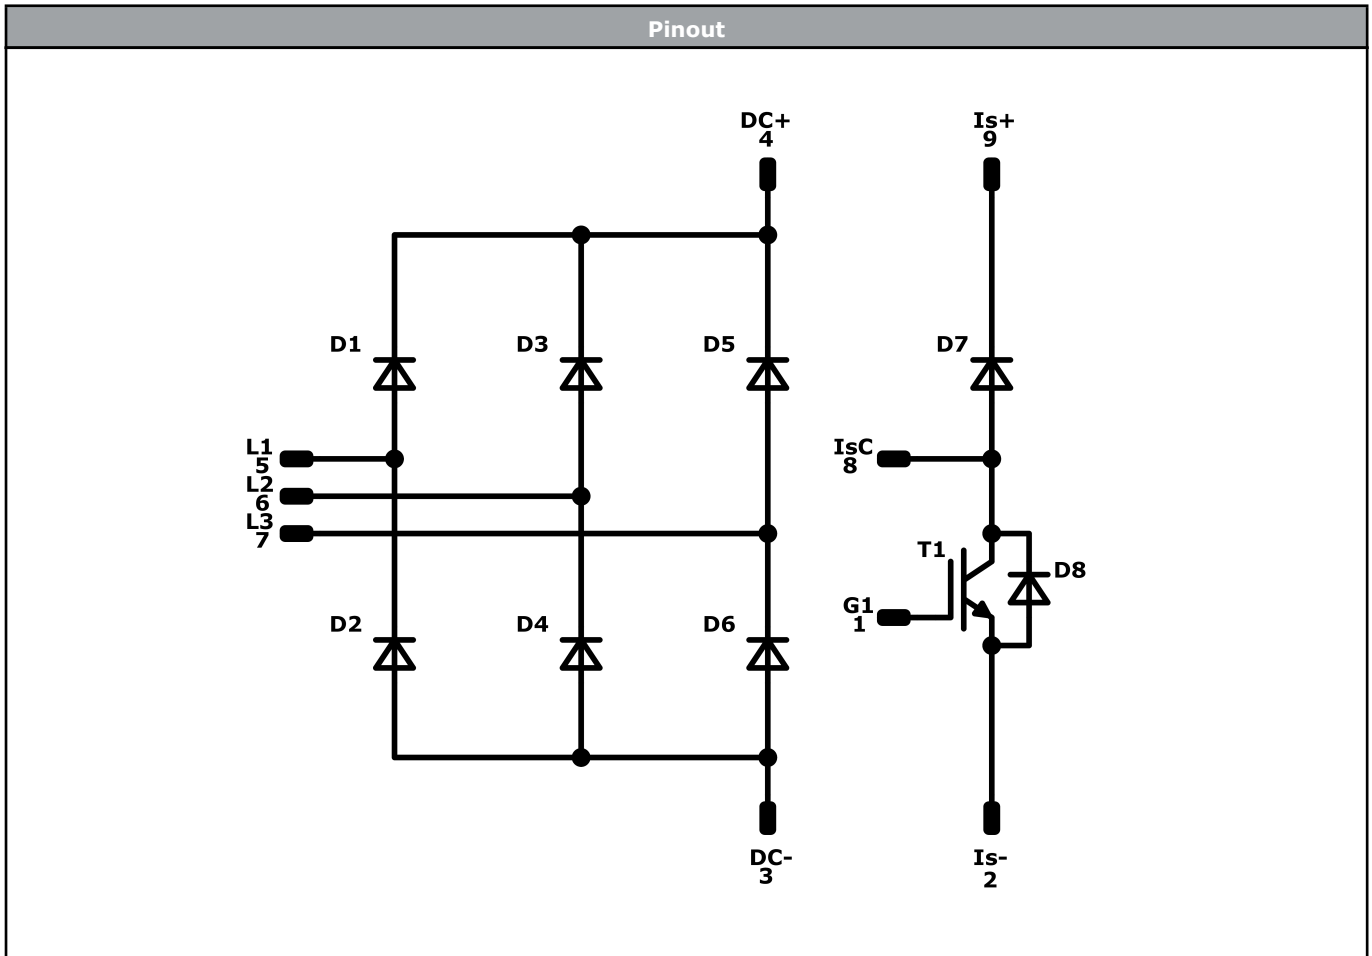 Pinout
DC+
4
Is+
9
D1
D3
D5
D7
L1
5
L2
6
L3
7
IsC
8
T1
D8
G1
1
D2
D4
D6
DC-
3
Is-
2